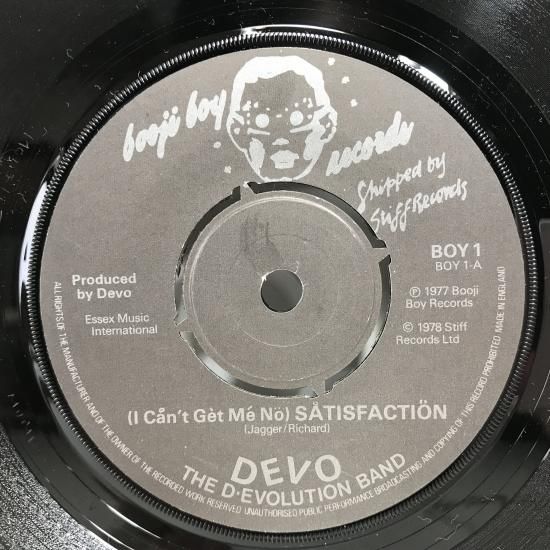 booji boy records
Shipped by
Stiff Records
BOY 1
BOY 1-A
Produced
by Devo
Essex Music
International
Ⓟ 1977 Booji
Boy Records
© 1978 Stiff
Records Ltd
(I Cån't Gèt Mé Nö) SÅTISFACTIÖN
(Jagger/Richard)
DEVO
THE D·EVOLUTION BAND
ALL RIGHTS OF THE MANUFACTURER AND OF THE OWNER OF THE RECORDED WORK RESERVED UNAUTHORISED PUBLIC PERFORMANCE BROADCASTING AND COPYING OF THIS RECORD PROHIBITED MADE IN ENGLAND